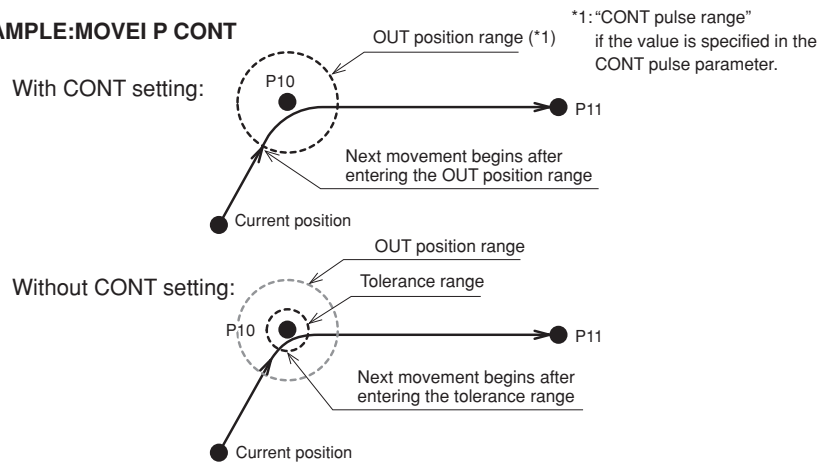 AMPLE:MOVEI P CONT
*1:“CONT pulse range”
if the value is specified in the
CONT pulse parameter.
OUT position range (*1)
With CONT setting:
P10
P11
Next movement begins after
entering the OUT position range
Current position
OUT position range
Without CONT setting:
Tolerance range
P10
P11
Next movement begins after
entering the tolerance range
Current position